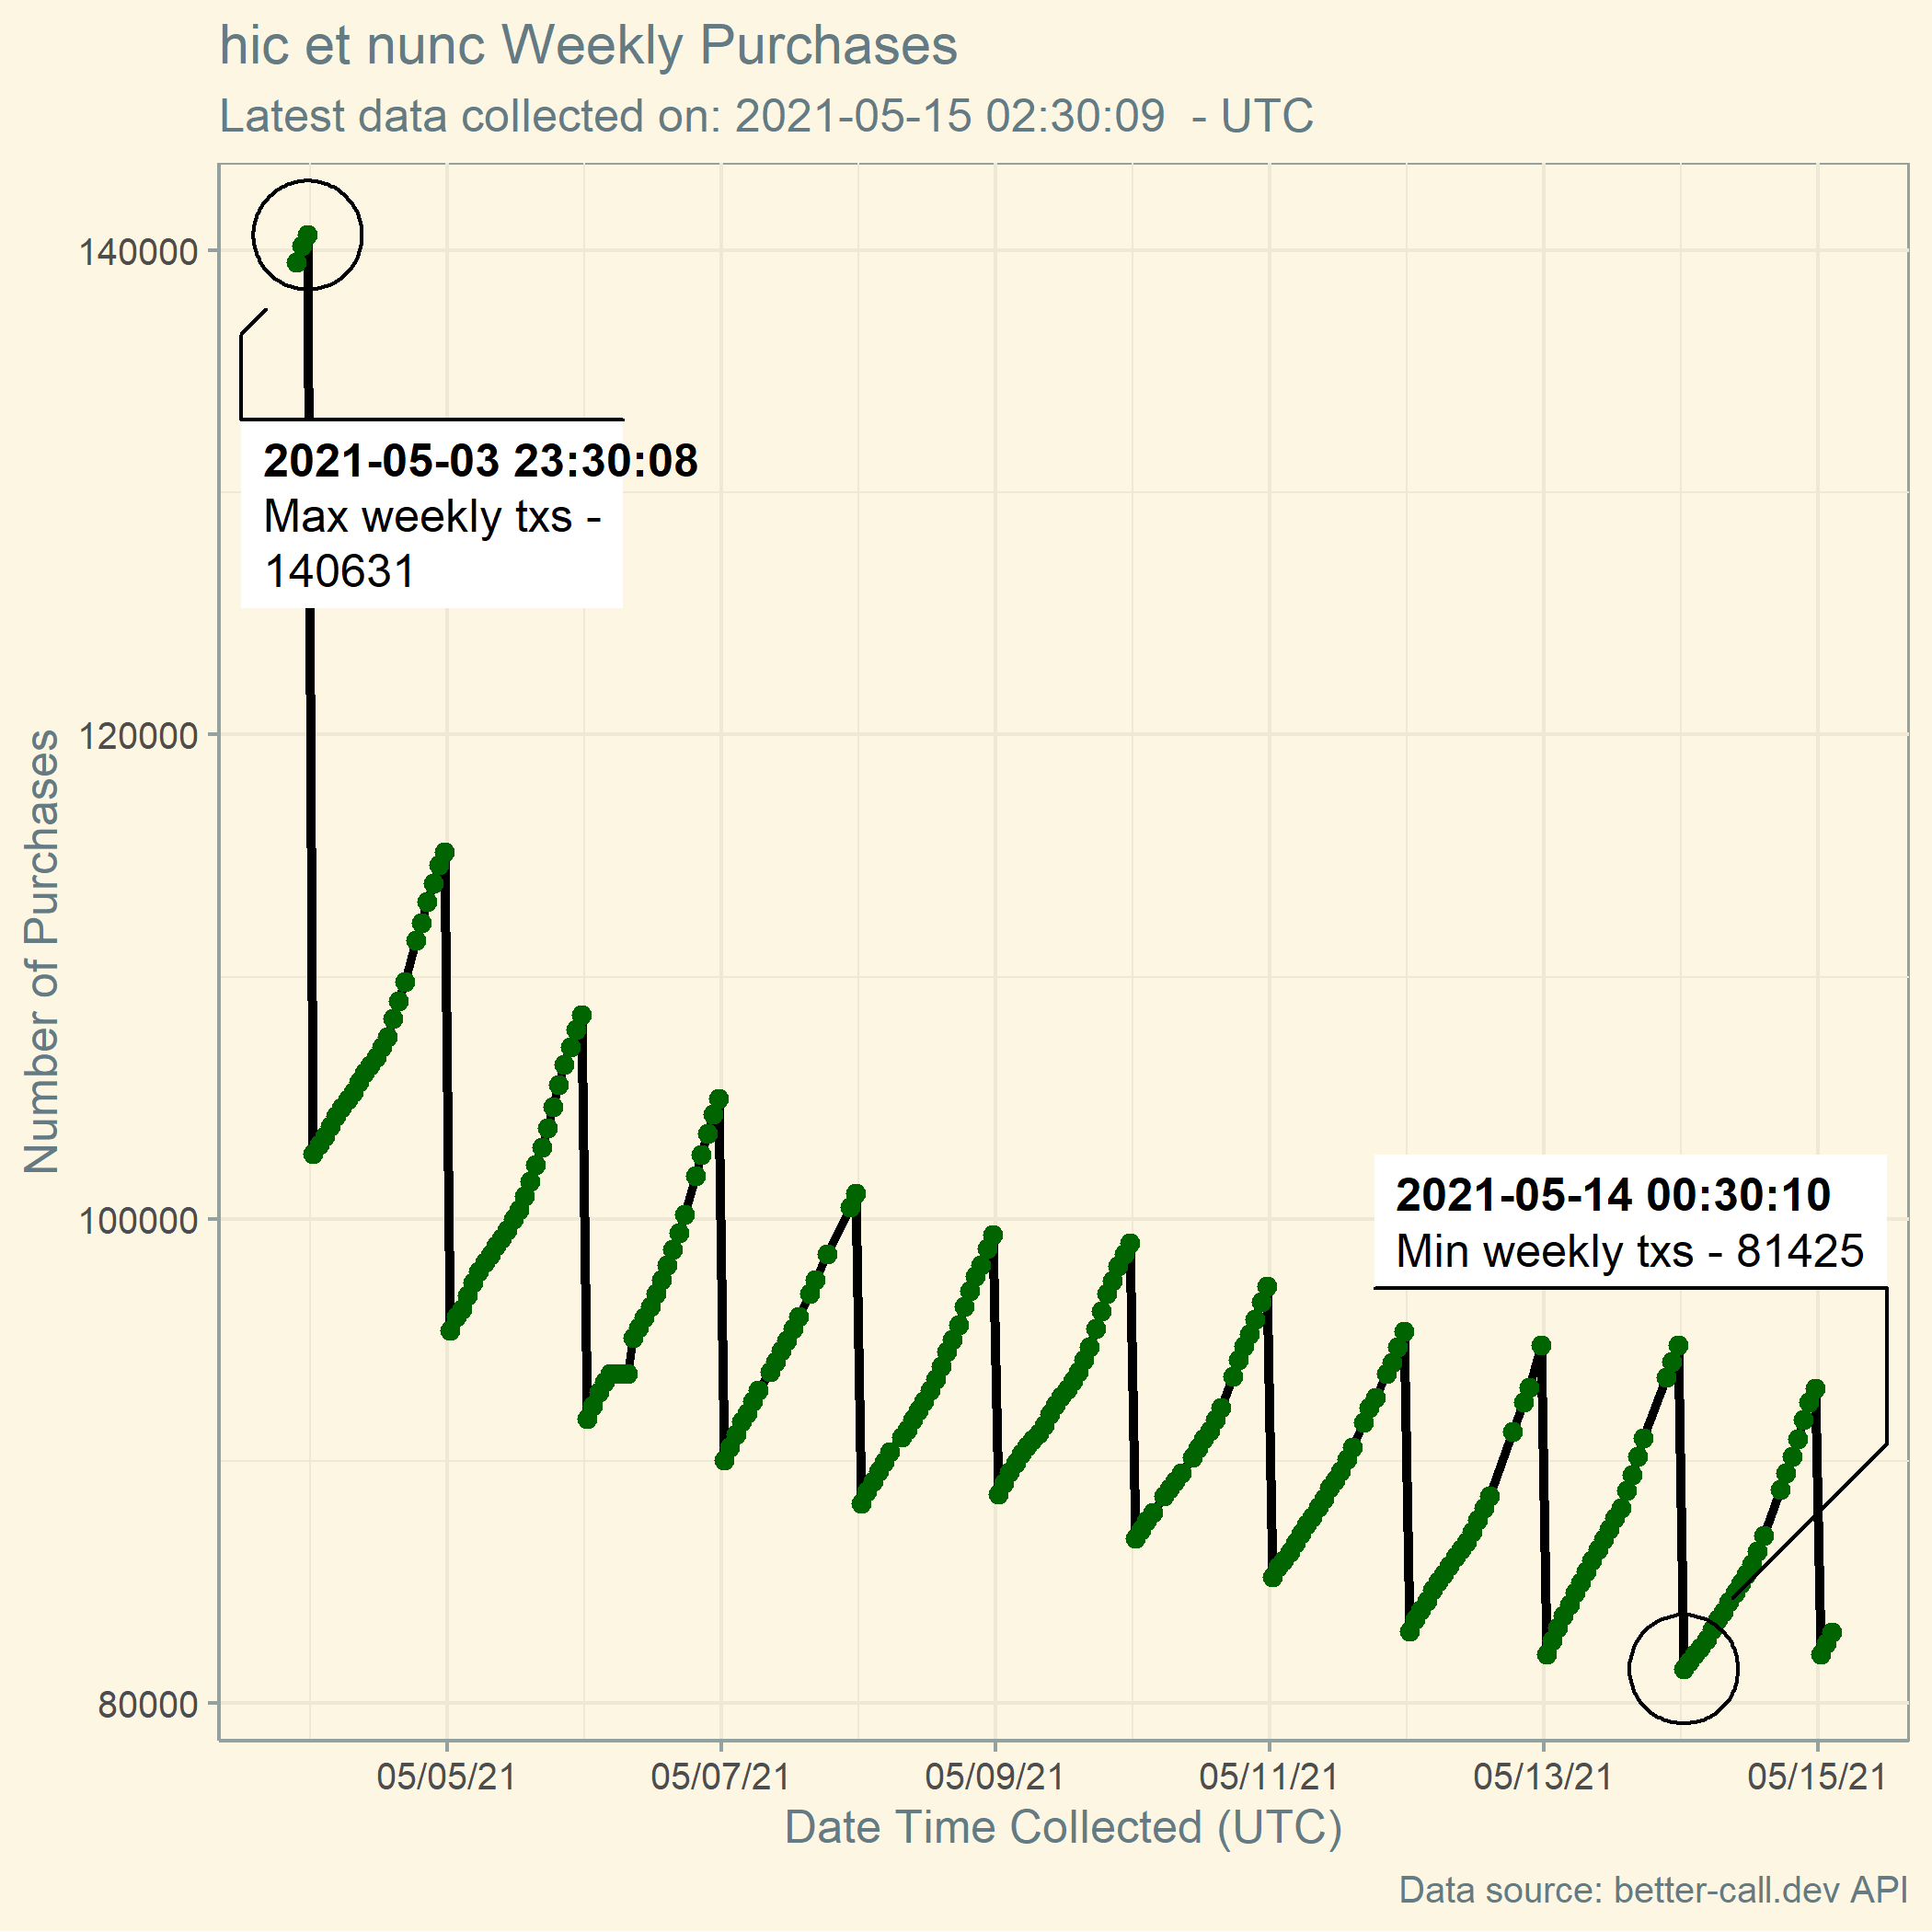 hic et nunc Weekly Purchases
Latest data collected on: 2021-05-15 02:30:09  - UTC
Number of Purchases
140000
120000
100000
80000
2021-05-03 23:30:08
Max weekly txs -
140631
2021-05-14 00:30:10
Min weekly txs - 81425
05/05/21 05/07/21 05/09/21 05/11/21 05/13/21 05/15/21
Date Time Collected (UTC)
Data source: better-call.dev API